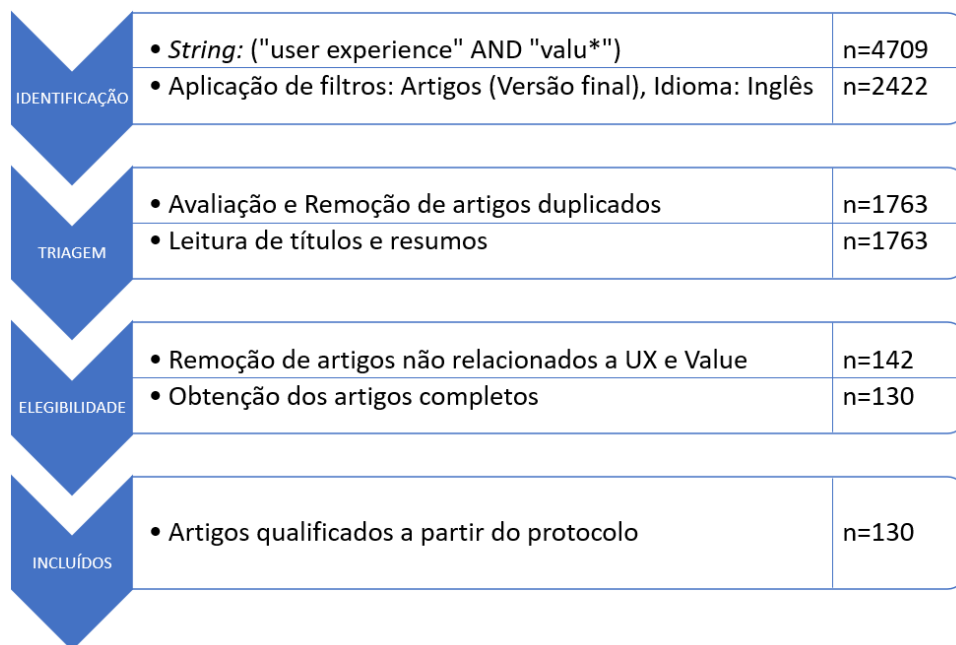 IDENTIFICAÇÃO
• String: ("user experience" AND "valu*") n=4709
• Aplicação de filtros: Artigos (Versão final), Idioma: Inglês n=2422
TRIAGEM
• Avaliação e Remoção de artigos duplicados n=1763
• Leitura de títulos e resumos n=1763
ELEGIBILIDADE
• Remoção de artigos não relacionados a UX e Value n=142
• Obtenção dos artigos completos n=130
INCLUÍDOS
• Artigos qualificados a partir do protocolo n=130